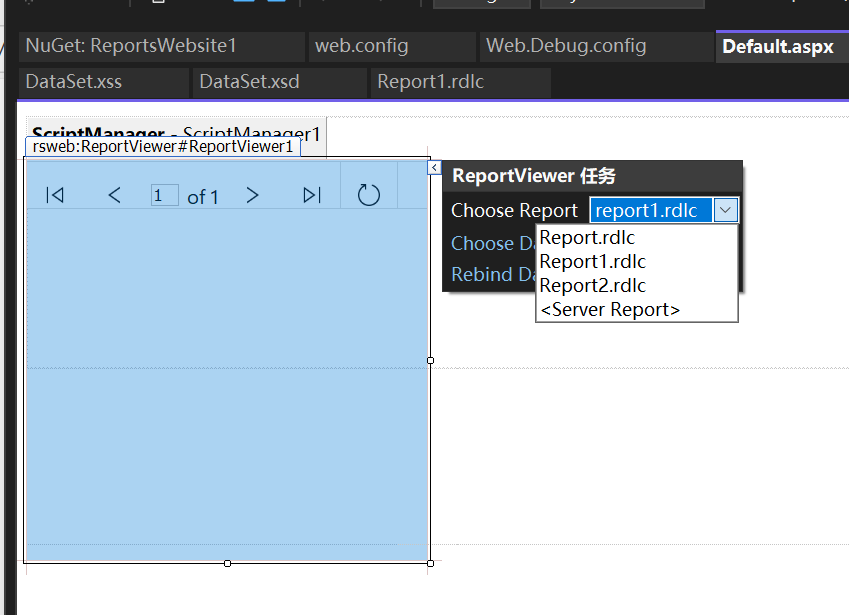 NuGet: ReportsWebsite1 web.config Web.Debug.config Default.aspx
DataSet.xss DataSet.xsd Report1.rdlc
ScriptManager - ScriptManager1
rsweb:ReportViewer#ReportViewer1
1 of 1
ReportViewer 任务
Choose Report report1.rdlc
Choose
Rebind
Report.rdlc
Report1.rdlc
Report2.rdlc
<Server Report>